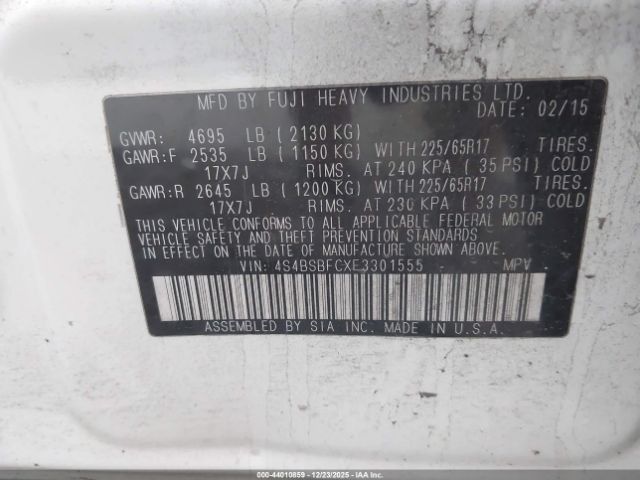 MFD BY FUJI HEAVY INDUSTRIES LTD.
DATE: 02/15
GVWR: 4695 LB (2130 KG)
GAWR:F 2535 LB (1150 KG) WITH 225/65R17 TIRES.
17X7J RIMS. AT 240 KPA (35 PSI) COLD
GAWR:R 2645 LB (1200 KG) WITH 225/65R17 TIRES.
17X7J RIMS. AT 230 KPA (33 PSI) COLD
THIS VEHICLE CONFORMS TO ALL APPLICABLE FEDERAL MOTOR
VEHICLE SAFETY AND THEFT PREVENTION STANDARDS
IN EFFECT ON THE DATE OF MANUFACTURE SHOWN ABOVE.
VIN: 4S4BSBFCXE3301555 MPV
ASSEMBLED BY SIA INC. MADE IN U.S.A.
000-44010859 - 12/23/2025 - IAAI.COM